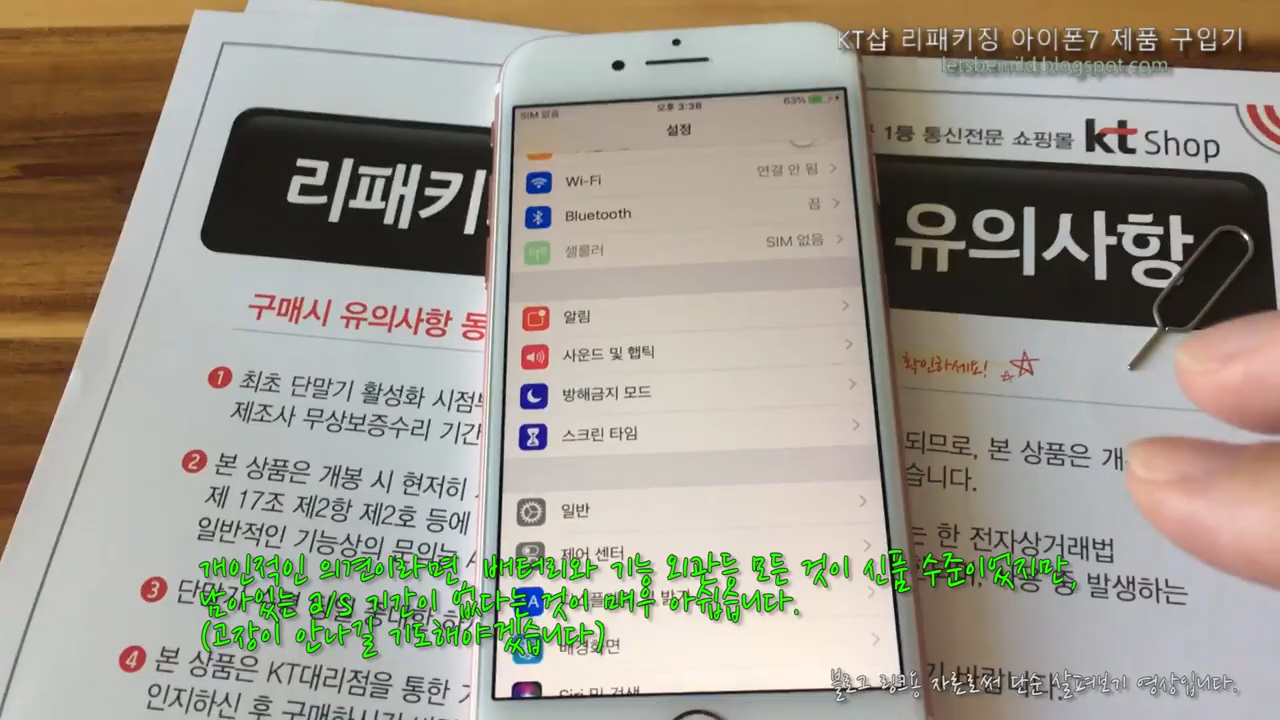 KT샵 리패키징 아이폰7 제품 구입기
letsbemild.blogspot.com
1등 통신전문 쇼핑몰 kt Shop
리패키
유의사항
구매시 유의사항 동
확인하세요!
1 최초 단말기 활성화 시점부
제조사 무상보증수리 기간
2 본 상품은 개봉 시 현저히
제 17조 제2항 제2호 등에
일반적인 기능상의 문의는
3 단말기
4 본 상품은 KT대리점을 통한
인지하신 후 구매하시기
되므로, 본 상품은 개
습니다.
는 한 전자상거래법
등 발생하는
SIM 없음 오후 3:38 63%
설정
Wi-Fi 연결 안 됨
Bluetooth 끔
셀룰러 SIM 없음
알림
사운드 및 햅틱
방해금지 모드
스크린 타임
일반
제어 센터
배경화면
Siri 및 검색
개인적인 의견이라면, 배터리와 기능 외관등 모든 것이 신품 수준이었지만,
남아있는 a/s 기간이 없다는 것이 매우 아쉽습니다.
(고장이 안나길 기도해야겠습니다)
블로그 링크용 자료로써 단순 살펴보기 영상입니다.